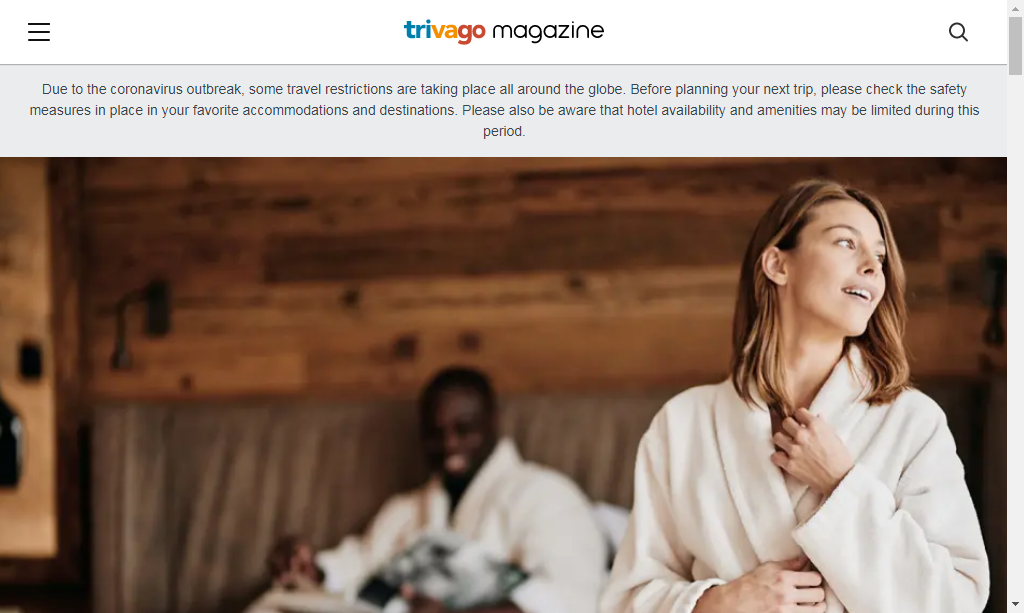 trivago magazine
Due to the coronavirus outbreak, some travel restrictions are taking place all around the globe. Before planning your next trip, please check the safety
measures in place in your favorite accommodations and destinations. Please also be aware that hotel availability and amenities may be limited during this
period.